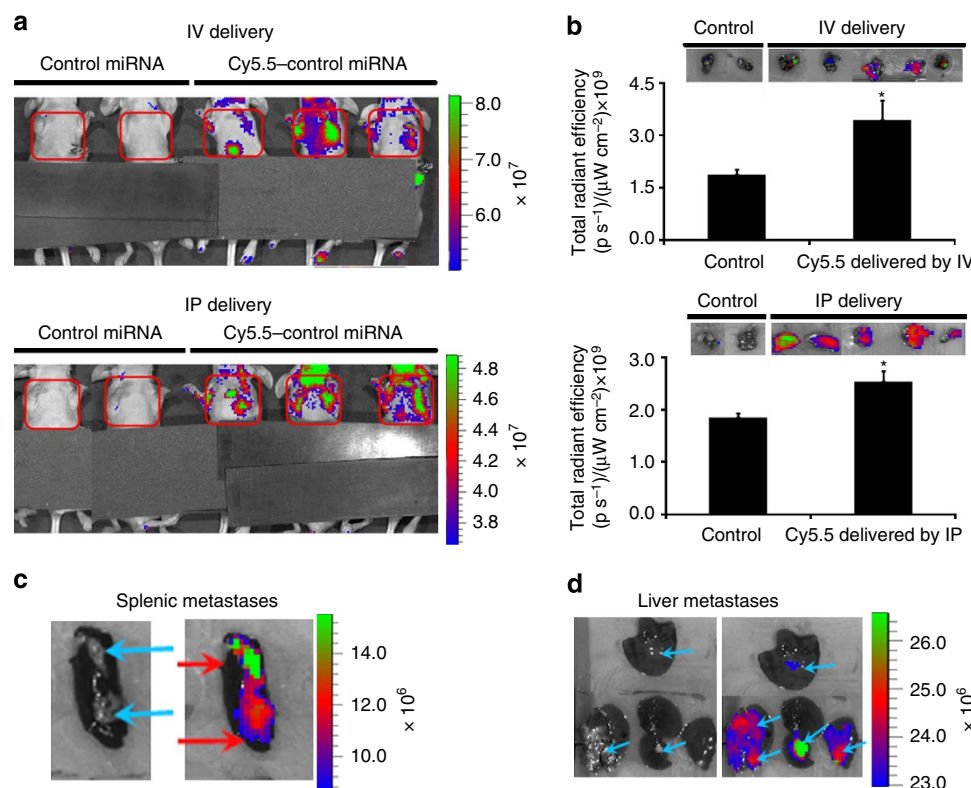 a
IV delivery
Control miRNA
Cy5.5–control miRNA
8.0
7.0
6.0
× 10⁷
IP delivery
Control miRNA
Cy5.5–control miRNA
4.8
4.6
4.4
4.2
4.0
3.8
× 10⁷
b
Control
IV delivery
Total radiant efficiency
(p s⁻¹)/(μW cm⁻²)×10⁹
4.5
3.0
1.5
0.0
*
Control
Cy5.5 delivered by IV
Control
IP delivery
Total radiant efficiency
(p s⁻¹)/(μW cm⁻²)×10⁹
3.0
2.0
1.0
0.0
*
Control
Cy5.5 delivered by IP
c
Splenic metastases
14.0
12.0
10.0
× 10⁶
d
Liver metastases
26.0
25.0
24.0
23.0
× 10⁶